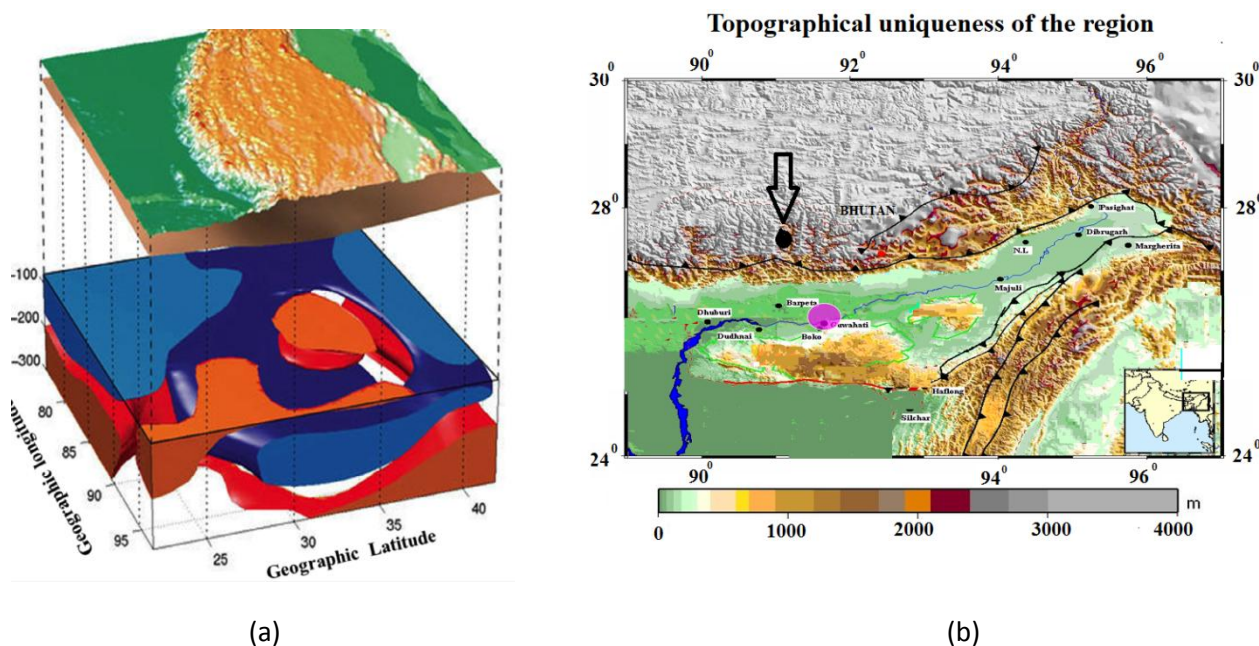 -100
-200
-300
80
85
90
95
Geographic longitude
25
30
35
40
Geographic Latitude
(a)
Topographical uniqueness of the region
90⁰ 92⁰ 94⁰ 96⁰
30⁰ 30⁰
BHUTAN
Pasighat
28⁰ 28⁰
Dibrugarh
N.L
Margherita
Majuli
Barpeta
Dhuburi
Guwahati
Dudhnai
Boko
Haflong
Silchar
24⁰ 24⁰
90⁰ 94⁰ 96⁰
m
0 1000 2000 3000 4000
(b)